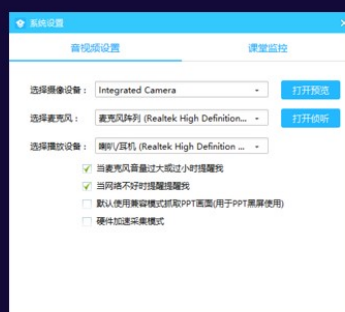 系统设置
音视频设置 课堂监控
选择摄像设备： Integrated Camera 打开预览
选择麦克风： 麦克风阵列 (Realtek High Definition... 打开侦听
选择播放设备： 喇叭/耳机 (Realtek High Definition ...
当麦克风音量过大或过小时提醒我
当网络不好时提醒提醒我
默认使用兼容模式抓取PPT画面(用于PPT黑屏使用)
硬件加速采集模式